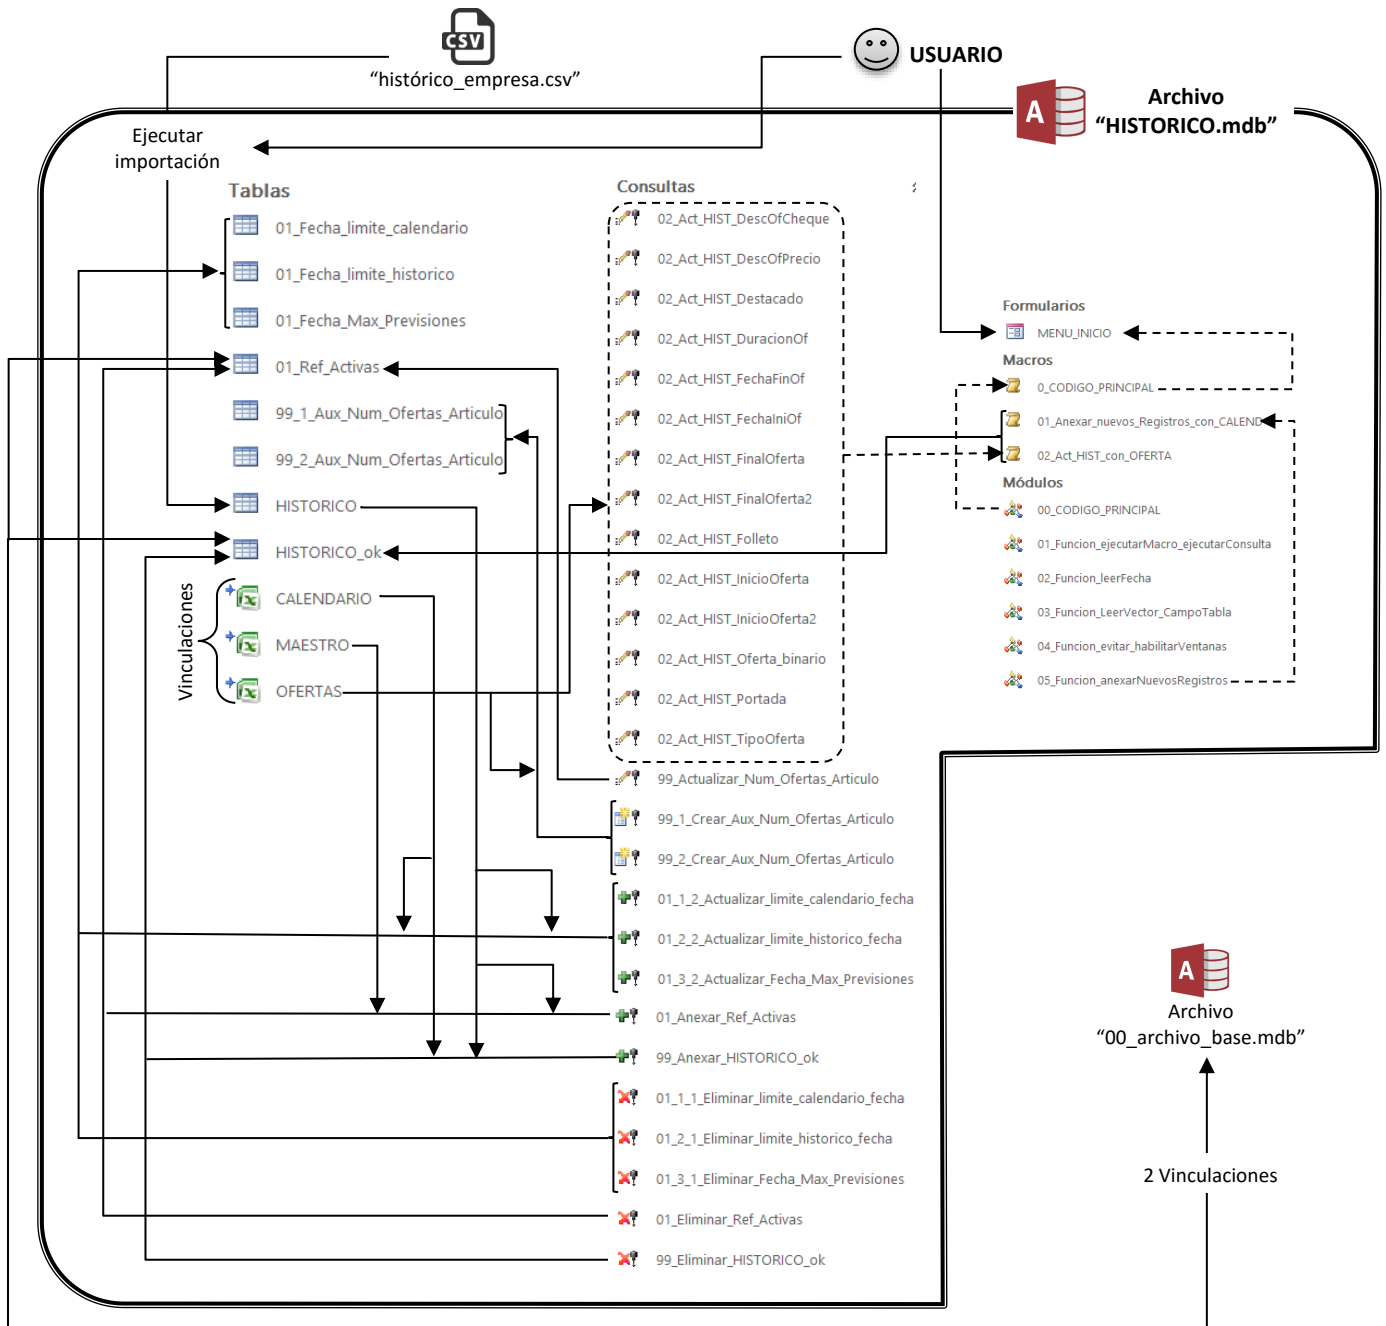 CSV
“histórico_empresa.csv”
USUARIO
A
Archivo
“HISTORICO.mdb”
Ejecutar
importación
Tablas
01_Fecha_limite_calendario
01_Fecha_limite_historico
01_Fecha_Max_Previsiones
01_Ref_Activas
99_1_Aux_Num_Ofertas_Articulo
99_2_Aux_Num_Ofertas_Articulo
HISTORICO
HISTORICO_ok
Vinculaciones
CALENDARIO
MAESTRO
OFERTAS
Consultas
02_Act_HIST_DescOfCheque
02_Act_HIST_DescOfPrecio
02_Act_HIST_Destacado
02_Act_HIST_DuracionOf
02_Act_HIST_FechaFinOf
02_Act_HIST_FechaIniOf
02_Act_HIST_FinalOferta
02_Act_HIST_FinalOferta2
02_Act_HIST_Folleto
02_Act_HIST_InicioOferta
02_Act_HIST_InicioOferta2
02_Act_HIST_Oferta_binario
02_Act_HIST_Portada
02_Act_HIST_TipoOferta
99_Actualizar_Num_Ofertas_Articulo
99_1_Crear_Aux_Num_Ofertas_Articulo
99_2_Crear_Aux_Num_Ofertas_Articulo
01_1_2_Actualizar_limite_calendario_fecha
01_2_2_Actualizar_limite_historico_fecha
01_3_2_Actualizar_Fecha_Max_Previsiones
01_Anexar_Ref_Activas
99_Anexar_HISTORICO_ok
01_1_1_Eliminar_limite_calendario_fecha
01_2_1_Eliminar_limite_historico_fecha
01_3_1_Eliminar_Fecha_Max_Previsiones
01_Eliminar_Ref_Activas
99_Eliminar_HISTORICO_ok
Formularios
MENU_INICIO
Macros
0_CODIGO_PRINCIPAL
01_Anexar_nuevos_Registros_con_CALEND
02_Act_HIST_con_OFERTA
Módulos
00_CODIGO_PRINCIPAL
01_Funcion_ejecutarMacro_ejecutarConsulta
02_Funcion_leerFecha
03_Funcion_LeerVector_CampoTabla
04_Funcion_evitar_habilitarVentanas
05_Funcion_anexarNuevosRegistros
A
Archivo
“00_archivo_base.mdb”
2 Vinculaciones